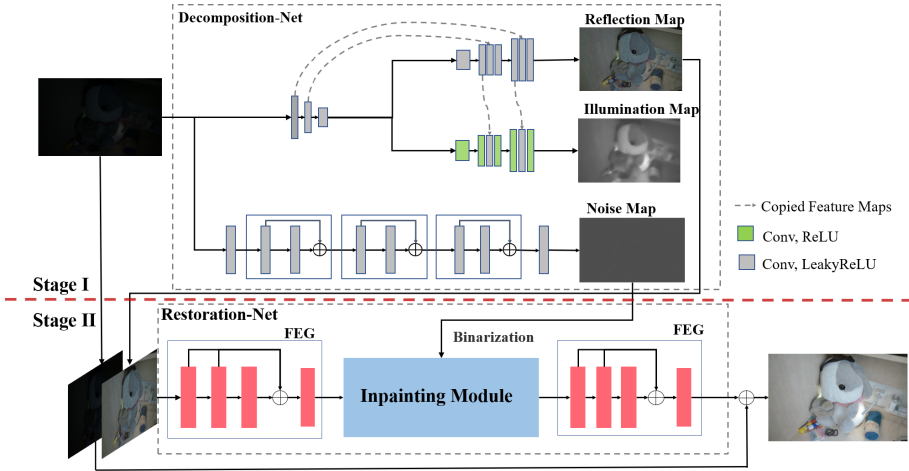 Decomposition-Net
Reflection Map
Illumination Map
Noise Map
Copied Feature Maps
Conv, ReLU
Conv, LeakyReLU
Stage I
Stage II
Restoration-Net
FEG
Binarization
FEG
Inpainting Module